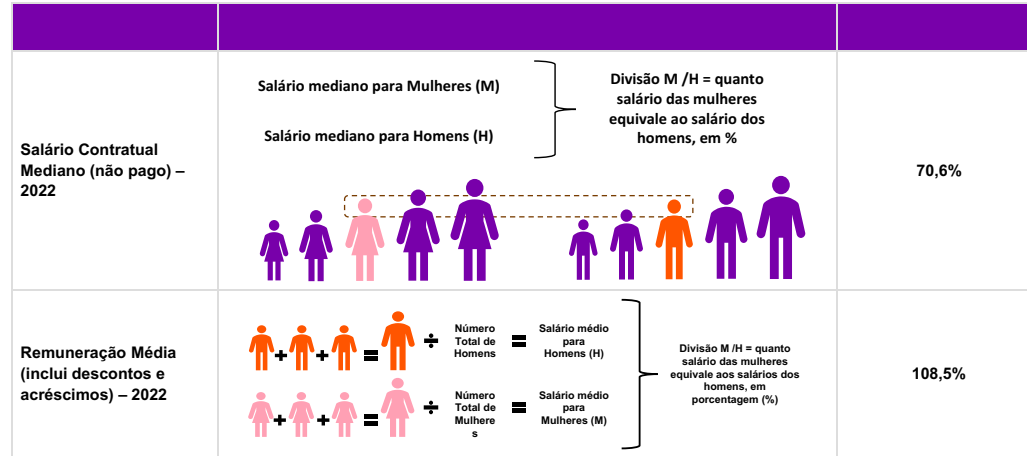 Salário Contratual
Mediano (não pago) –
2022
Salário mediano para Mulheres (M)
Salário mediano para Homens (H)
Divisão M /H = quanto
salário das mulheres
equivale ao salário dos
homens, em %
70,6%
Remuneração Média
(inclui descontos e
acréscimos) – 2022
+ + = ÷
Número
Total de
Homens
=
Salário médio
para
Homens (H)
+ + = ÷
Número
Total de
Mulhere
s
=
Salário médio
para
Mulheres (M)
Divisão M /H = quanto
salário das mulheres
equivale aos salários dos
homens, em
porcentagem (%)
108,5%